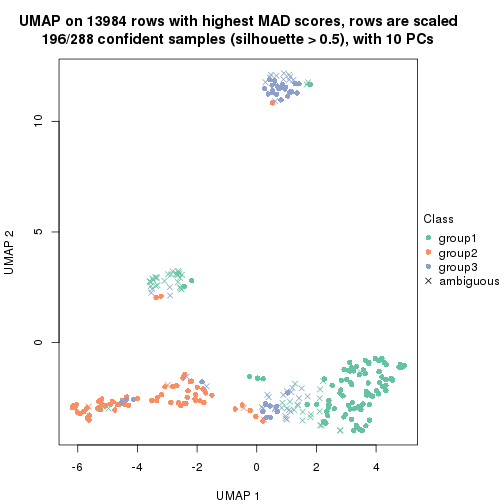 UMAP on 13984 rows with highest MAD scores, rows are scaled
196/288 confident samples (silhouette > 0.5), with 10 PCs
10
5
0
UMAP 2
-6
-4
-2
0
2
4
UMAP 1
Class
group1
group2
group3
ambiguous